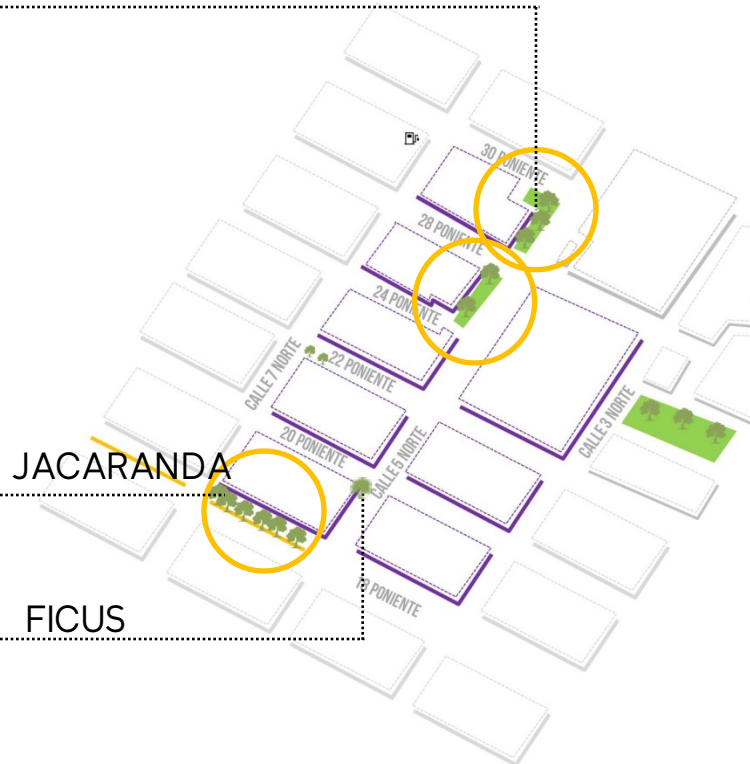 30 PONIENTE
28 PONIENTE
24 PONIENTE
22 PONIENTE
CALLE 7 NORTE
CALLE 3 NORTE
20 PONIENTE
CALLE 5 NORTE
JACARANDA
18 PONIENTE
FICUS